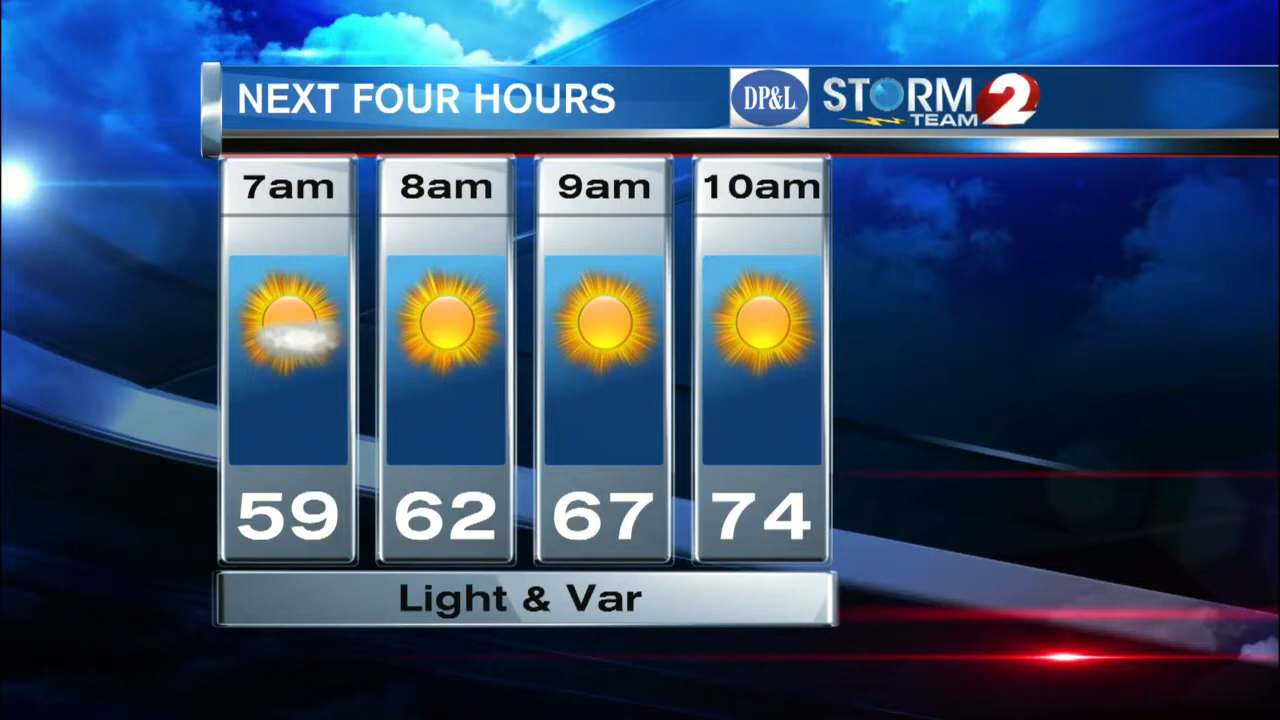 NEXT FOUR HOURS
DP&L
STORM
TEAM
2
7am 8am 9am 10am
59 62 67 74
Light & Var